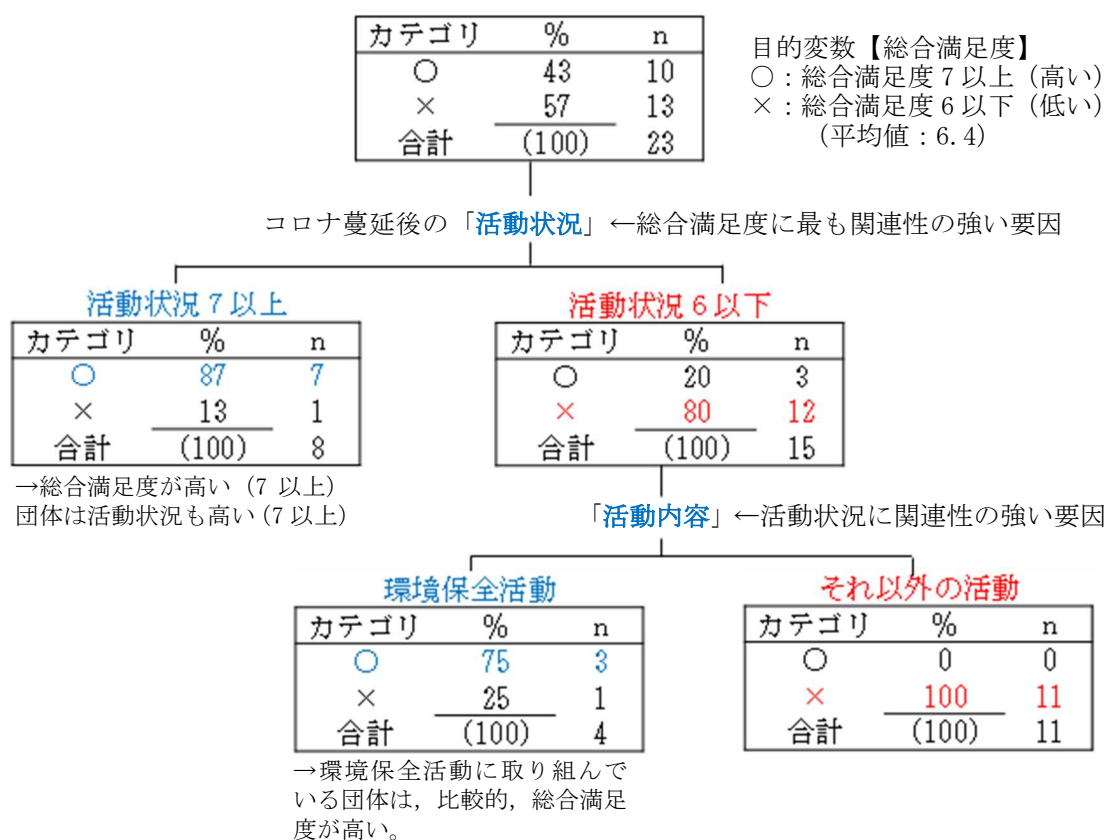 カテゴリ % n
○ 43 10
× 57 13
合計 (100) 23
目的変数【総合満足度】
○：総合満足度７以上（高い）
×：総合満足度６以下（低い）
（平均値：6.4）
コロナ蔓延後の「活動状況」←総合満足度に最も関連性の強い要因
活動状況７以上
カテゴリ % n
○ 87 7
× 13 1
合計 (100) 8
→総合満足度が高い（7 以上）
団体は活動状況も高い（7 以上）
活動状況６以下
カテゴリ % n
○ 20 3
× 80 12
合計 (100) 15
「活動内容」←活動状況に関連性の強い要因
環境保全活動
カテゴリ % n
○ 75 3
× 25 1
合計 (100) 4
→環境保全活動に取り組んで
いる団体は，比較的，総合満足
度が高い。
それ以外の活動
カテゴリ % n
○ 0 0
× 100 11
合計 (100) 11